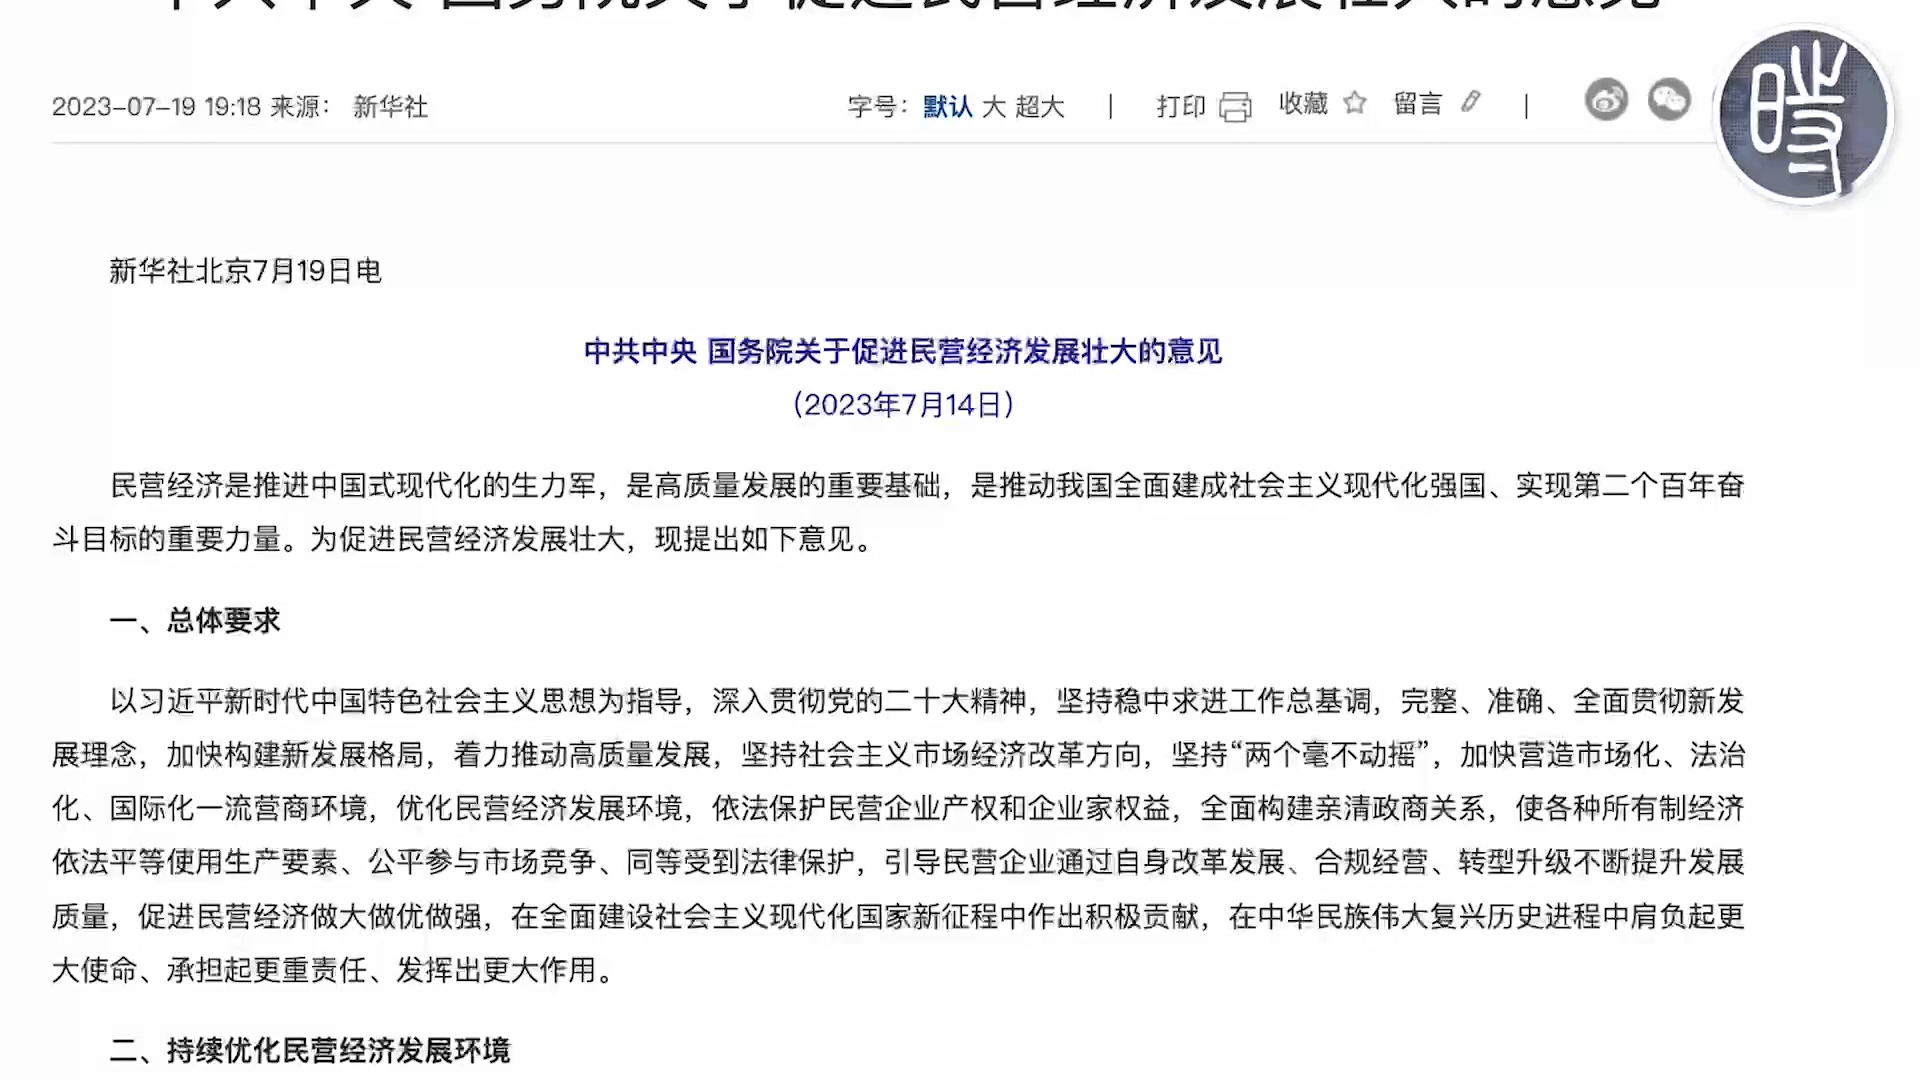 中共中央 国务院关于促进民营经济发展壮大的意见
2023-07-19 19:18 来源： 新华社
字号：默认 大 超大 | 打印 收藏 留言 |
时
新华社北京7月19日电
中共中央 国务院关于促进民营经济发展壮大的意见
（2023年7月14日）
民营经济是推进中国式现代化的生力军，是高质量发展的重要基础，是推动我国全面建成社会主义现代化强国、实现第二个百年奋
斗目标的重要力量。为促进民营经济发展壮大，现提出如下意见。
一、总体要求
以习近平新时代中国特色社会主义思想为指导，深入贯彻党的二十大精神，坚持稳中求进工作总基调，完整、准确、全面贯彻新发
展理念，加快构建新发展格局，着力推动高质量发展，坚持社会主义市场经济改革方向，坚持“两个毫不动摇”，加快营造市场化、法治
化、国际化一流营商环境，优化民营经济发展环境，依法保护民营企业产权和企业家权益，全面构建亲清政商关系，使各种所有制经济
依法平等使用生产要素、公平参与市场竞争、同等受到法律保护，引导民营企业通过自身改革发展、合规经营、转型升级不断提升发展
质量，促进民营经济做大做优做强，在全面建设社会主义现代化国家新征程中作出积极贡献，在中华民族伟大复兴历史进程中肩负起更
大使命、承担起更重责任、发挥出更大作用。
二、持续优化民营经济发展环境